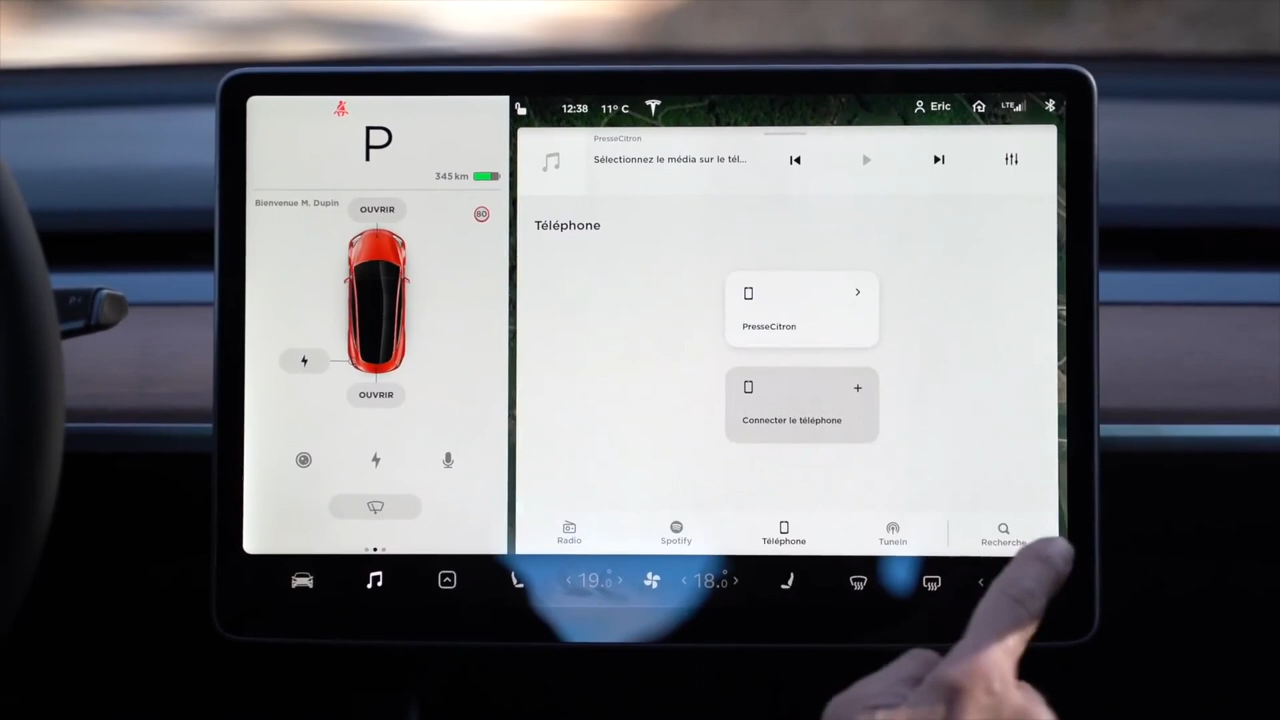 P
345 km
Bienvenue M. Dupin
OUVRIR
80
OUVRIR
12:38
11° C
Eric
LTE
PresseCitron
Sélectionnez le média sur le tél...
Téléphone
PresseCitron
Connecter le téléphone
Radio
Spotify
Téléphone
TuneIn
Recherche
19.0
18.0